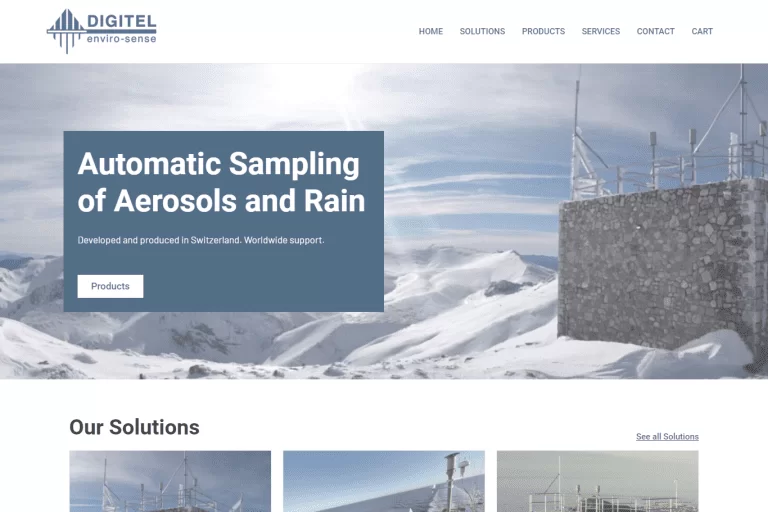 DIGITEL
enviro-sense
HOME SOLUTIONS PRODUCTS SERVICES CONTACT CART
Automatic Sampling
of Aerosols and Rain
Developed and produced in Switzerland. Worldwide support.
Products
Our Solutions
See all Solutions